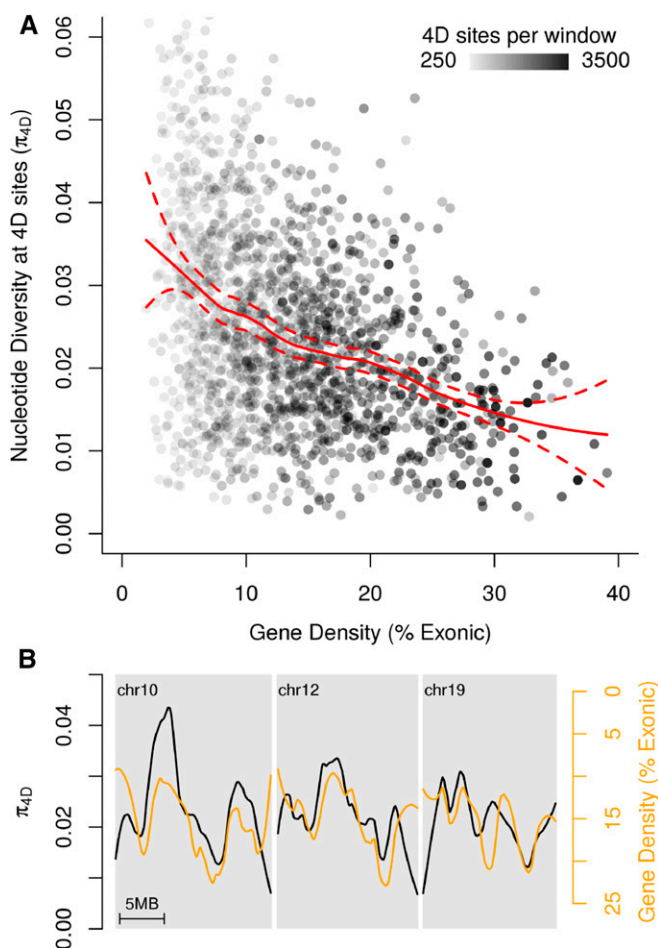 A
4D sites per window
250 3500
0.06
0.05
0.04
0.03
0.02
0.01
0.00
Nucleotide Diversity at 4D sites (π4D)
0 10 20 30 40
Gene Density (% Exonic)
B
chr10 chr12 chr19
0.04
0.02
0.00
π4D
5MB
0
5
15
25
Gene Density (% Exonic)